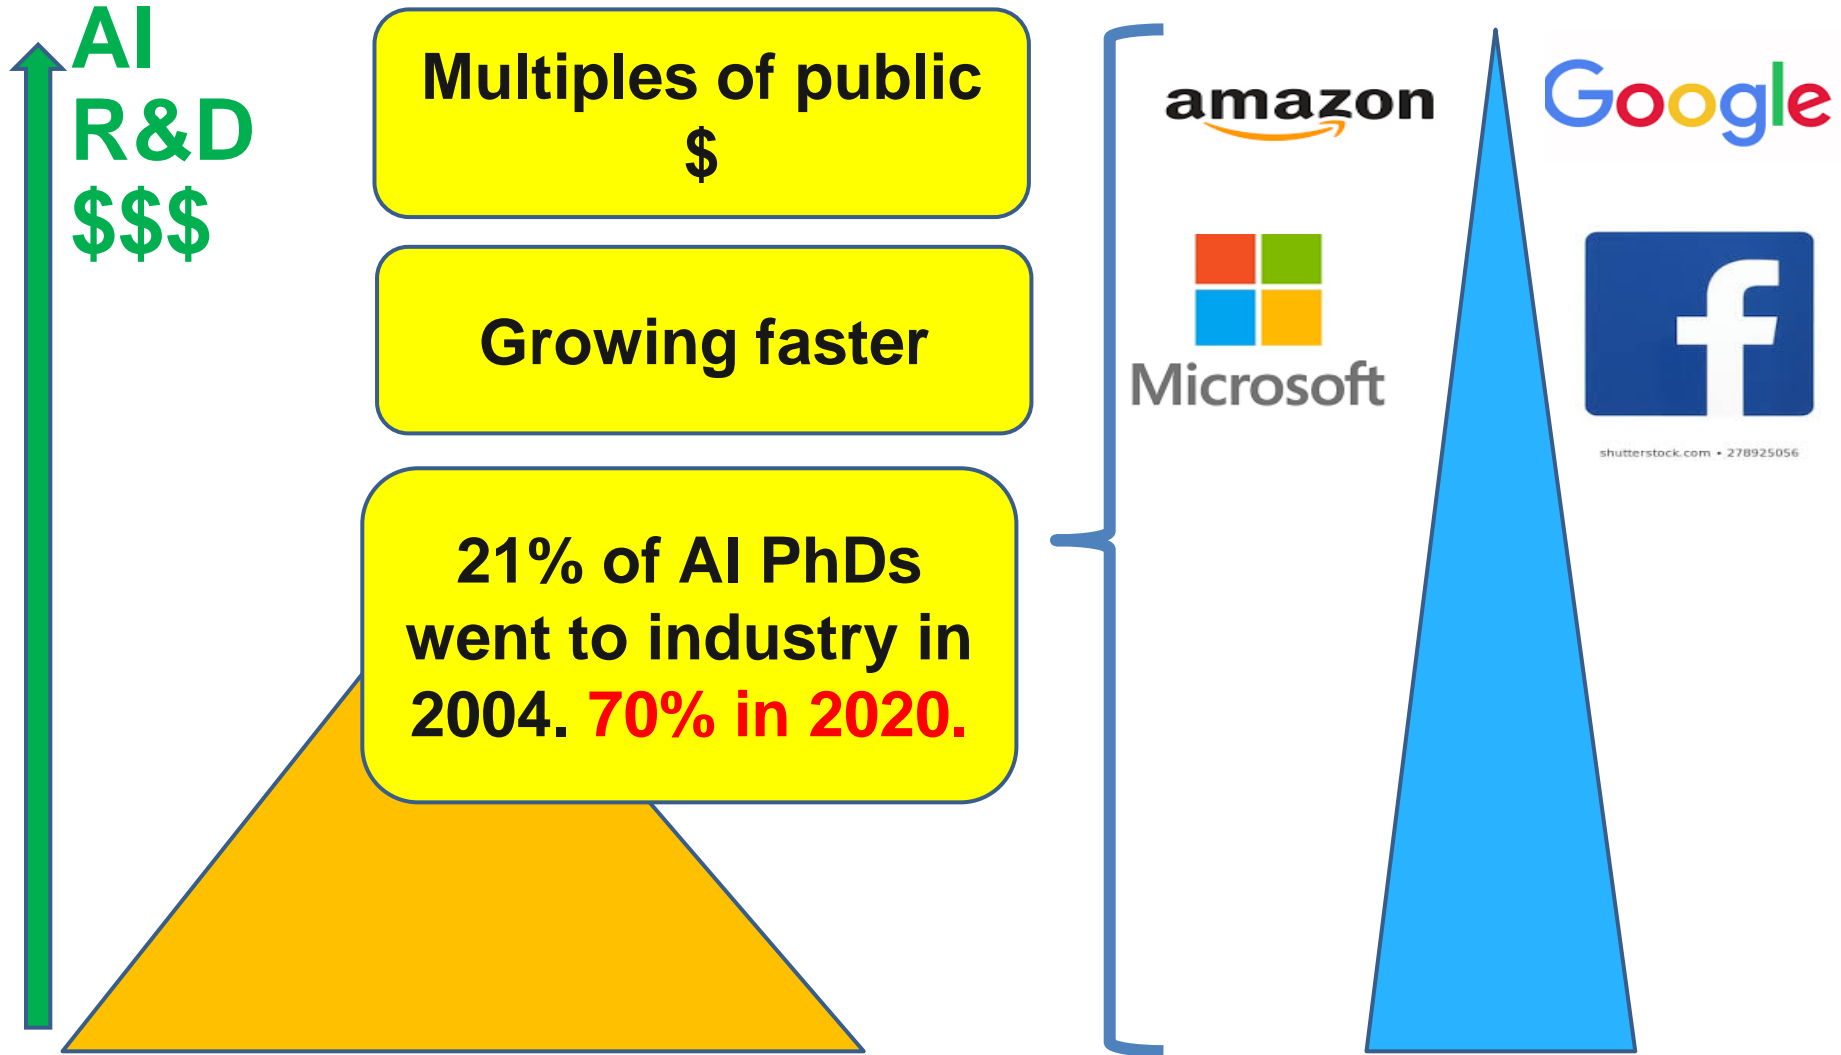 AI
R&D
$$$
Multiples of public
$
Growing faster
21% of AI PhDs
went to industry in
2004. 70% in 2020.
amazon
Google
Microsoft
f
shutterstock.com • 278925056